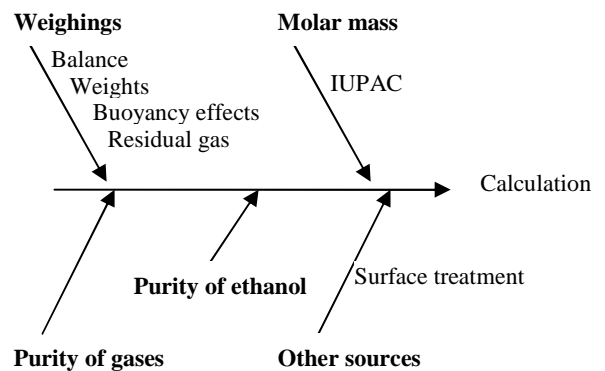 Weighings
Molar mass
Balance
Weights
Buoyancy effects
Residual gas
IUPAC
Calculation
Purity of ethanol
Surface treatment
Purity of gases
Other sources